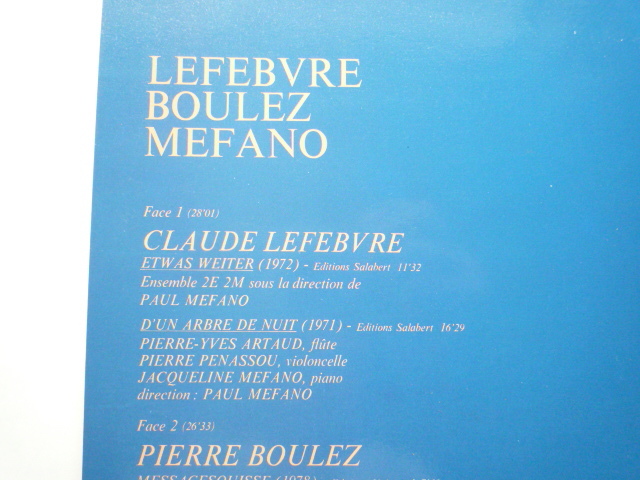 LEFEBVRE
BOULEZ
MEFANO
Face 1 (28'01)
CLAUDE LEFEBVRE
ETWAS WEITER (1972) - Editions Salabert 11'32
Ensemble 2E 2M sous la direction de
PAUL MEFANO
D'UN ARBRE DE NUIT (1971) - Editions Salabert 16'29
PIERRE-YVES ARTAUD, flûte
PIERRE PENASSOU, violoncelle
JACQUELINE MEFANO, piano
direction : PAUL MEFANO
Face 2 (26'33)
PIERRE BOULEZ
MESSAGESQUISSE (1978)